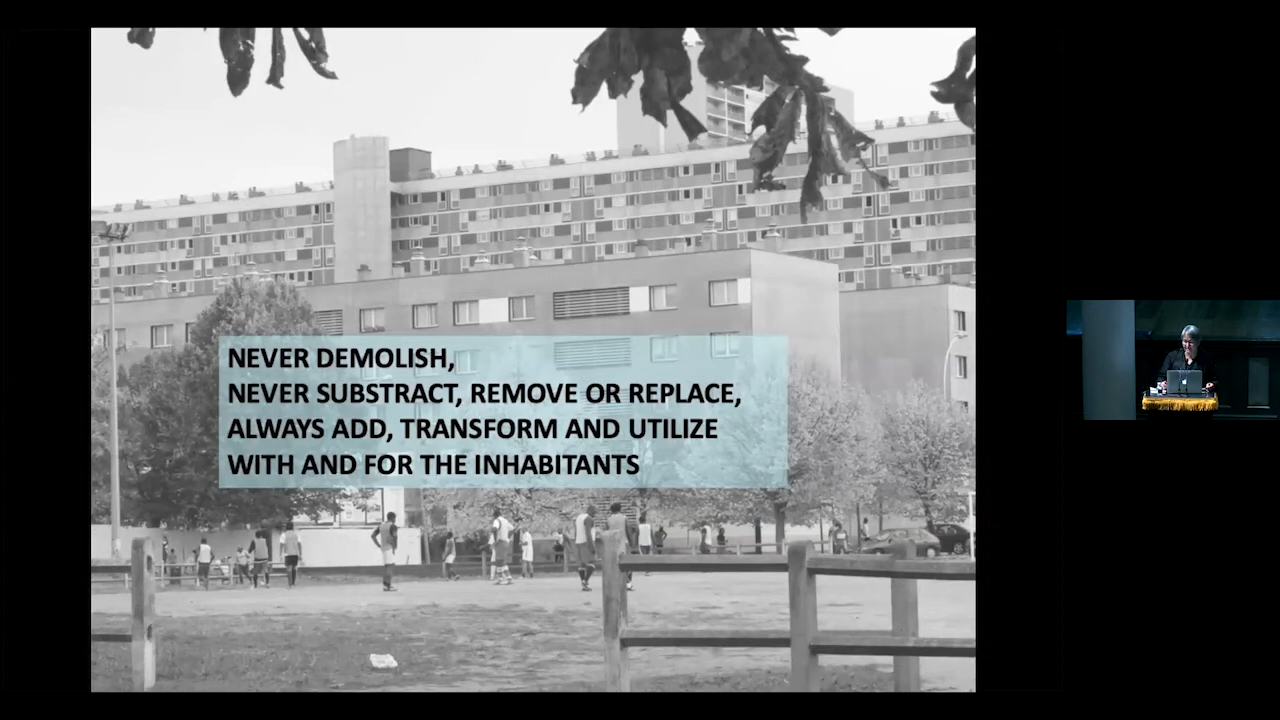 NEVER DEMOLISH,
NEVER SUBSTRACT, REMOVE OR REPLACE,
ALWAYS ADD, TRANSFORM AND UTILIZE
WITH AND FOR THE INHABITANTS